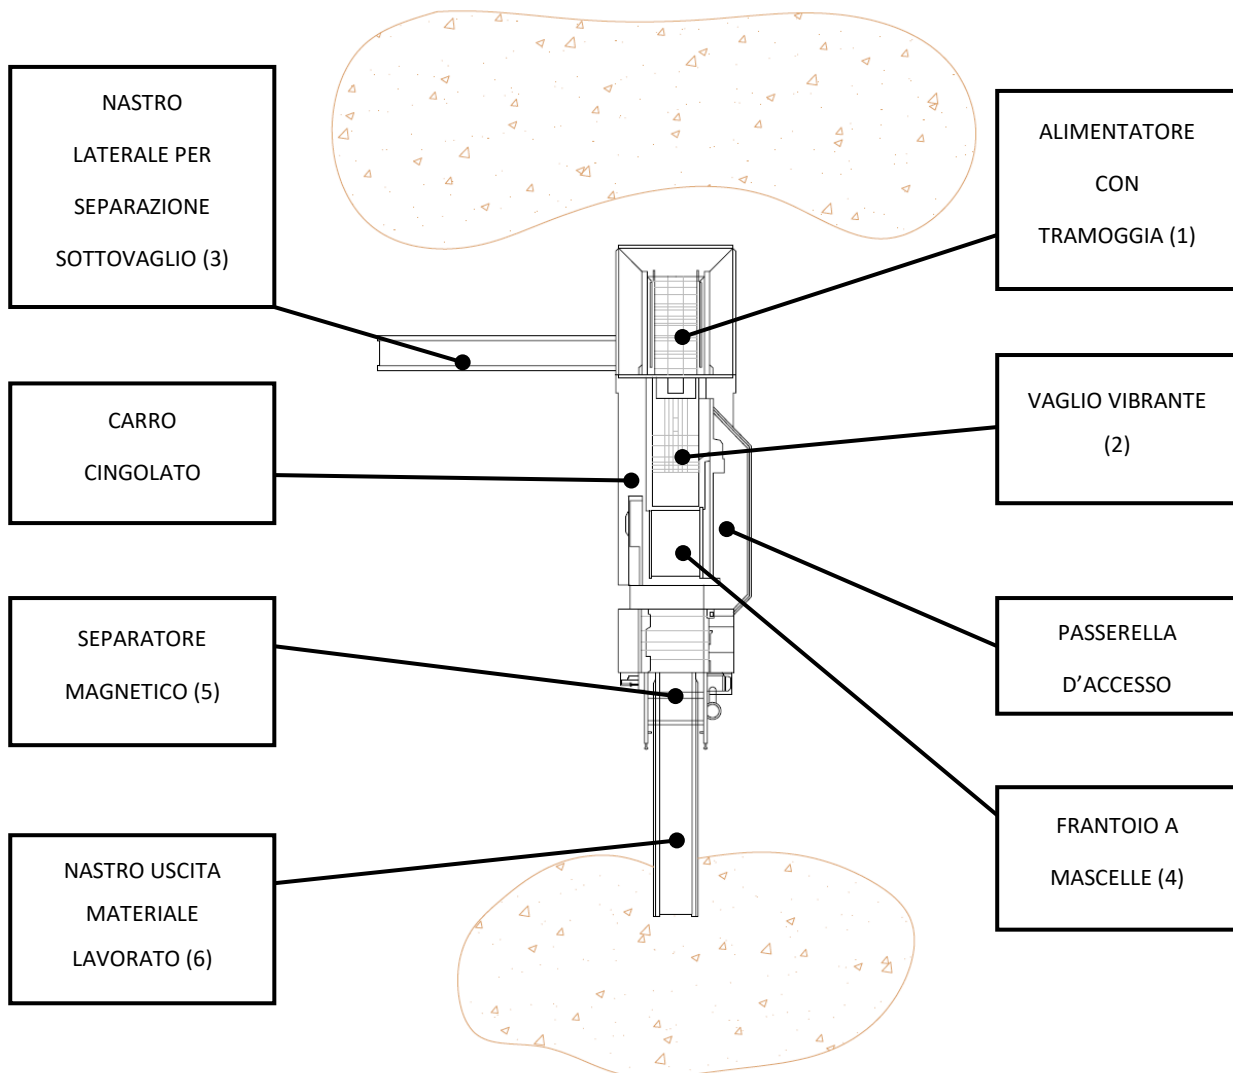 NASTRO
LATERALE PER
SEPARAZIONE
SOTTOVAGLIO (3)
CARRO
CINGOLATO
SEPARATORE
MAGNETICO (5)
NASTRO USCITA
MATERIALE
LAVORATO (6)
ALIMENTATORE
CON
TRAMOGGIA (1)
VAGLIO VIBRANTE
(2)
PASSERELLA
D’ACCESSO
FRANTOIO A
MASCELLE (4)